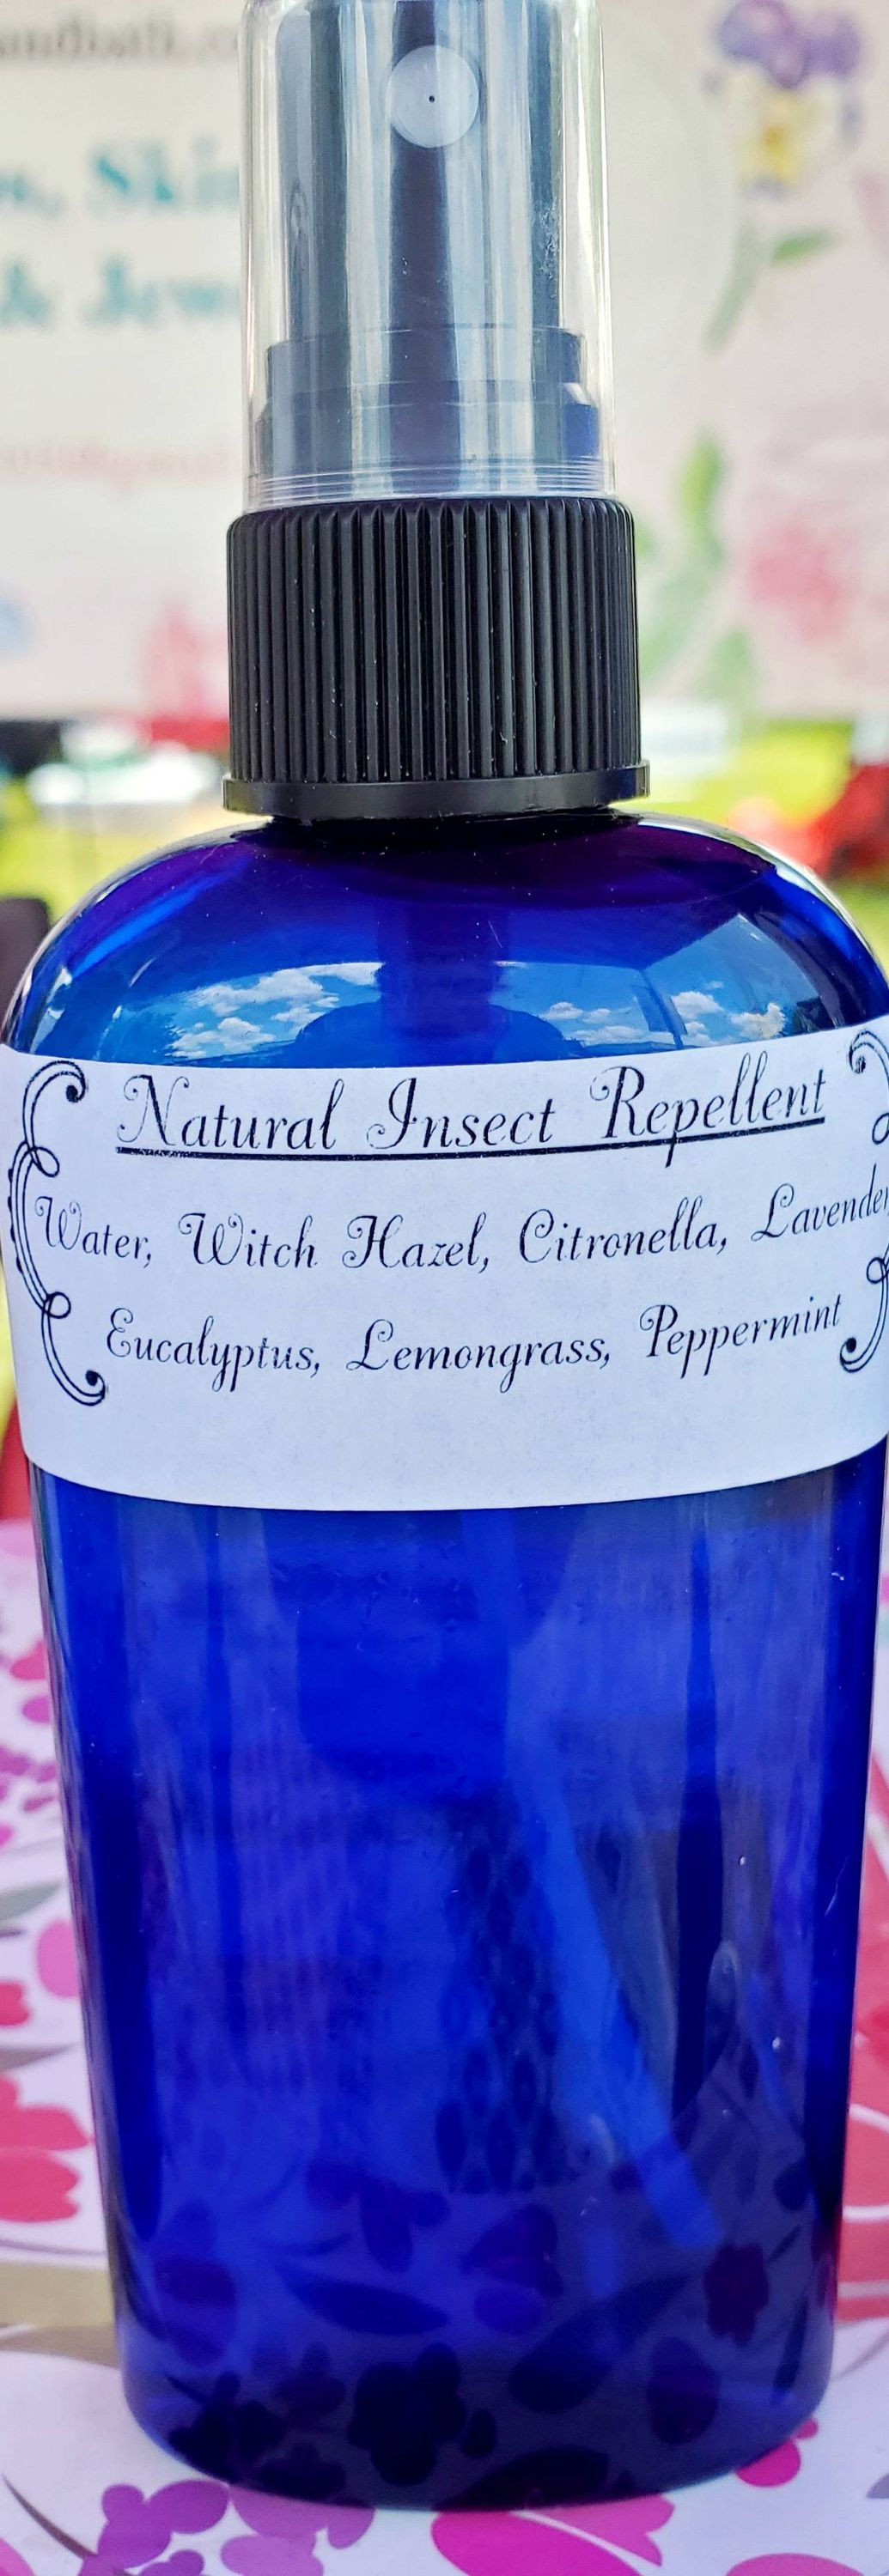 Natural Insect Repellent
Water, Witch Hazel, Citronella, Lavender,
Eucalyptus, Lemongrass, Peppermint